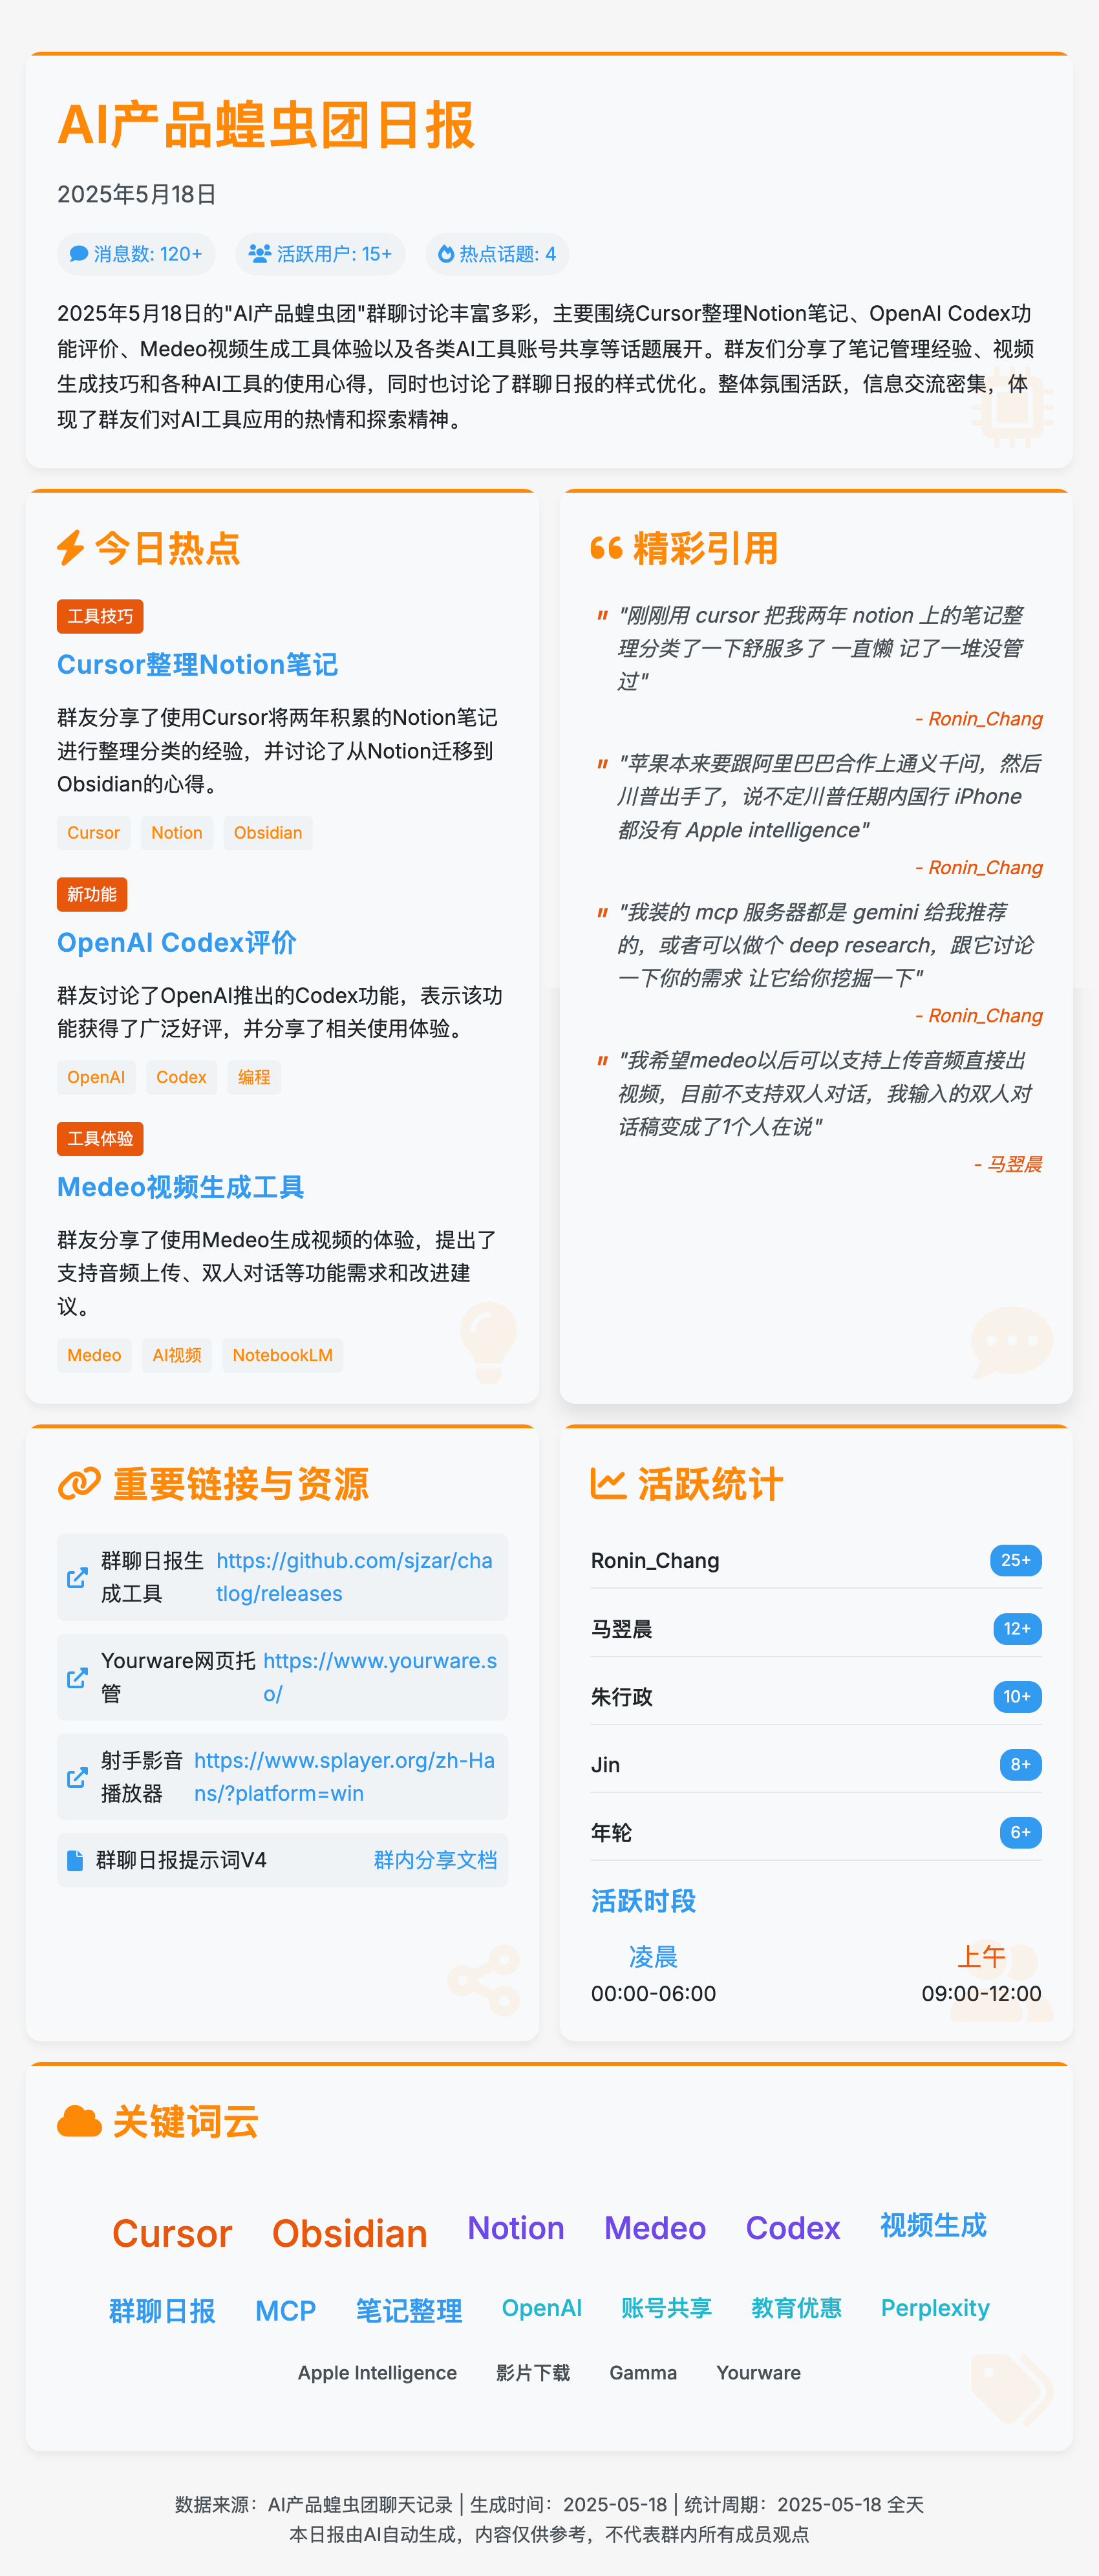 AI产品蝗虫团日报
2025年5月18日
消息数: 120+
活跃用户: 15+
热点话题: 4
2025年5月18日的"AI产品蝗虫团"群聊讨论丰富多彩，主要围绕Cursor整理Notion笔记、OpenAI Codex功
能评价、Medeo视频生成工具体验以及各类AI工具账号共享等话题展开。群友们分享了笔记管理经验、视频
生成技巧和各种AI工具的使用心得，同时也讨论了群聊日报的样式优化。整体氛围活跃，信息交流密集，体
现了群友们对AI工具应用的热情和探索精神。
今日热点
工具技巧
Cursor整理Notion笔记
群友分享了使用Cursor将两年积累的Notion笔记
进行整理分类的经验，并讨论了从Notion迁移到
Obsidian的心得。
Cursor
Notion
Obsidian
新功能
OpenAI Codex评价
群友讨论了OpenAI推出的Codex功能，表示该功
能获得了广泛好评，并分享了相关使用体验。
OpenAI
Codex
编程
工具体验
Medeo视频生成工具
群友分享了使用Medeo生成视频的体验，提出了
支持音频上传、双人对话等功能需求和改进建
议。
Medeo
AI视频
NotebookLM
精彩引用
"
"刚刚用 cursor 把我两年 notion 上的笔记整
理分类了一下舒服多了 一直懒 记了一堆没管
过"
- Ronin_Chang
"
"苹果本来要跟阿里巴巴合作上通义千问，然后
川普出手了，说不定川普任期内国行 iPhone
都没有 Apple intelligence"
- Ronin_Chang
"
"我装的 mcp 服务器都是 gemini 给我推荐
的，或者可以做个 deep research，跟它讨论
一下你的需求 让它给你挖掘一下"
- Ronin_Chang
"
"我希望medeo以后可以支持上传音频直接出
视频，目前不支持双人对话，我输入的双人对
话稿变成了1个人在说"
- 马翌晨
重要链接与资源
群聊日报生
成工具
https://github.com/sjzar/cha
tlog/releases
Yourware网页托
管
https://www.yourware.s
o/
射手影音
播放器
https://www.splayer.org/zh-Ha
ns/?platform=win
群聊日报提示词V4
群内分享文档
活跃统计
Ronin_Chang
25+
马翌晨
12+
朱行政
10+
Jin
8+
年轮
6+
活跃时段
凌晨
00:00-06:00
上午
09:00-12:00
关键词云
Cursor
Obsidian
Notion
Medeo
Codex
视频生成
群聊日报
MCP
笔记整理
OpenAI
账号共享
教育优惠
Perplexity
Apple Intelligence
影片下载
Gamma
Yourware
数据来源：AI产品蝗虫团聊天记录 | 生成时间：2025-05-18 | 统计周期：2025-05-18 全天
本日报由AI自动生成，内容仅供参考，不代表群内所有成员观点